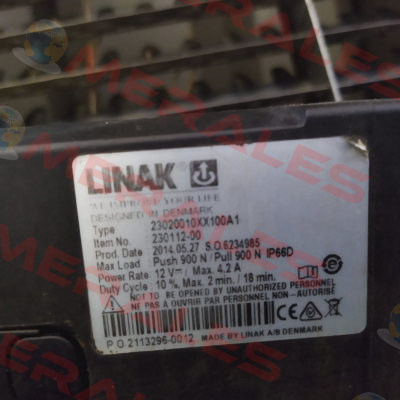 MERALES
LINAK
WE IMPROVE YOUR LIFE
DESIGNED IN DENMARK
Type 23020010XX100A1
Item No. 230112-00
Prod. Date 2014.05.27 S.O.6234985
Max Load Push 900 N / Pull 900 N IP66D
Power Rate 12 V⎓ / Max. 4.2 A
Duty Cycle 10 %, Max. 2 min. / 18 min.
NOT TO BE OPENED BY UNAUTHORIZED PERSONNEL
NE PAS OUVRIR PAR PERSONNEL NON - AUTORISE
P.O.2113296-0012 MADE BY LINAK A/S DENMARK